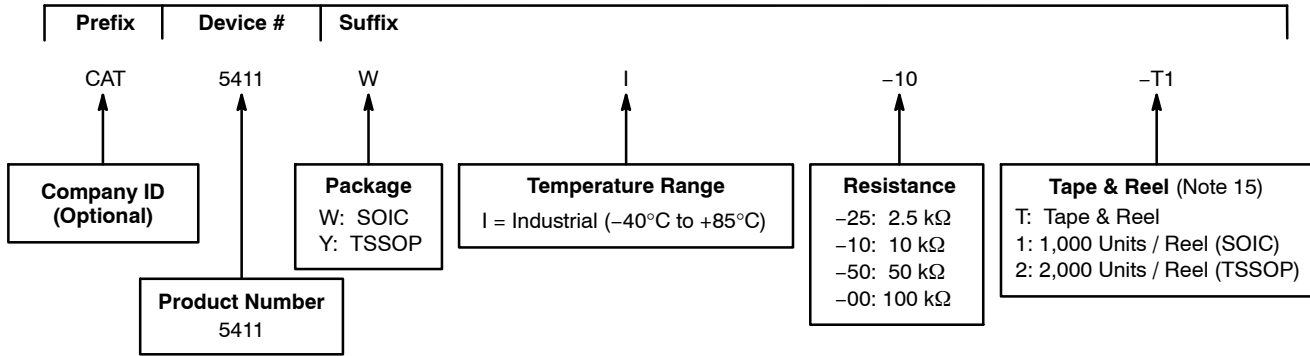 Prefix Device # Suffix
CAT 5411 W I −10 −T1
Company ID
(Optional)
Product Number
5411
Package
W: SOIC
Y: TSSOP
Temperature Range
I = Industrial (−40°C to +85°C)
Resistance
−25: 2.5 kΩ
−10: 10 kΩ
−50: 50 kΩ
−00: 100 kΩ
Tape & Reel (Note 15)
T: Tape & Reel
1: 1,000 Units / Reel (SOIC)
2: 2,000 Units / Reel (TSSOP)